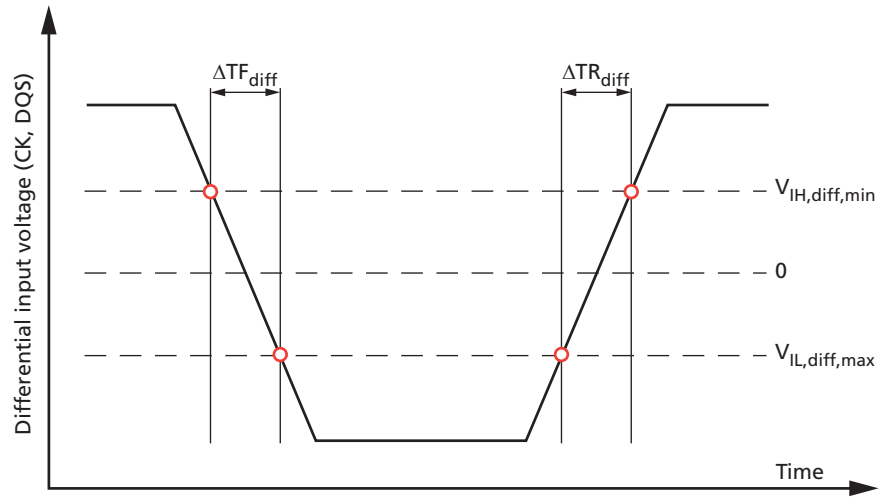 Differential input voltage (CK, DQS)
ΔTFdiff
ΔTRdiff
VIH,diff,min
0
VIL,diff,max
Time